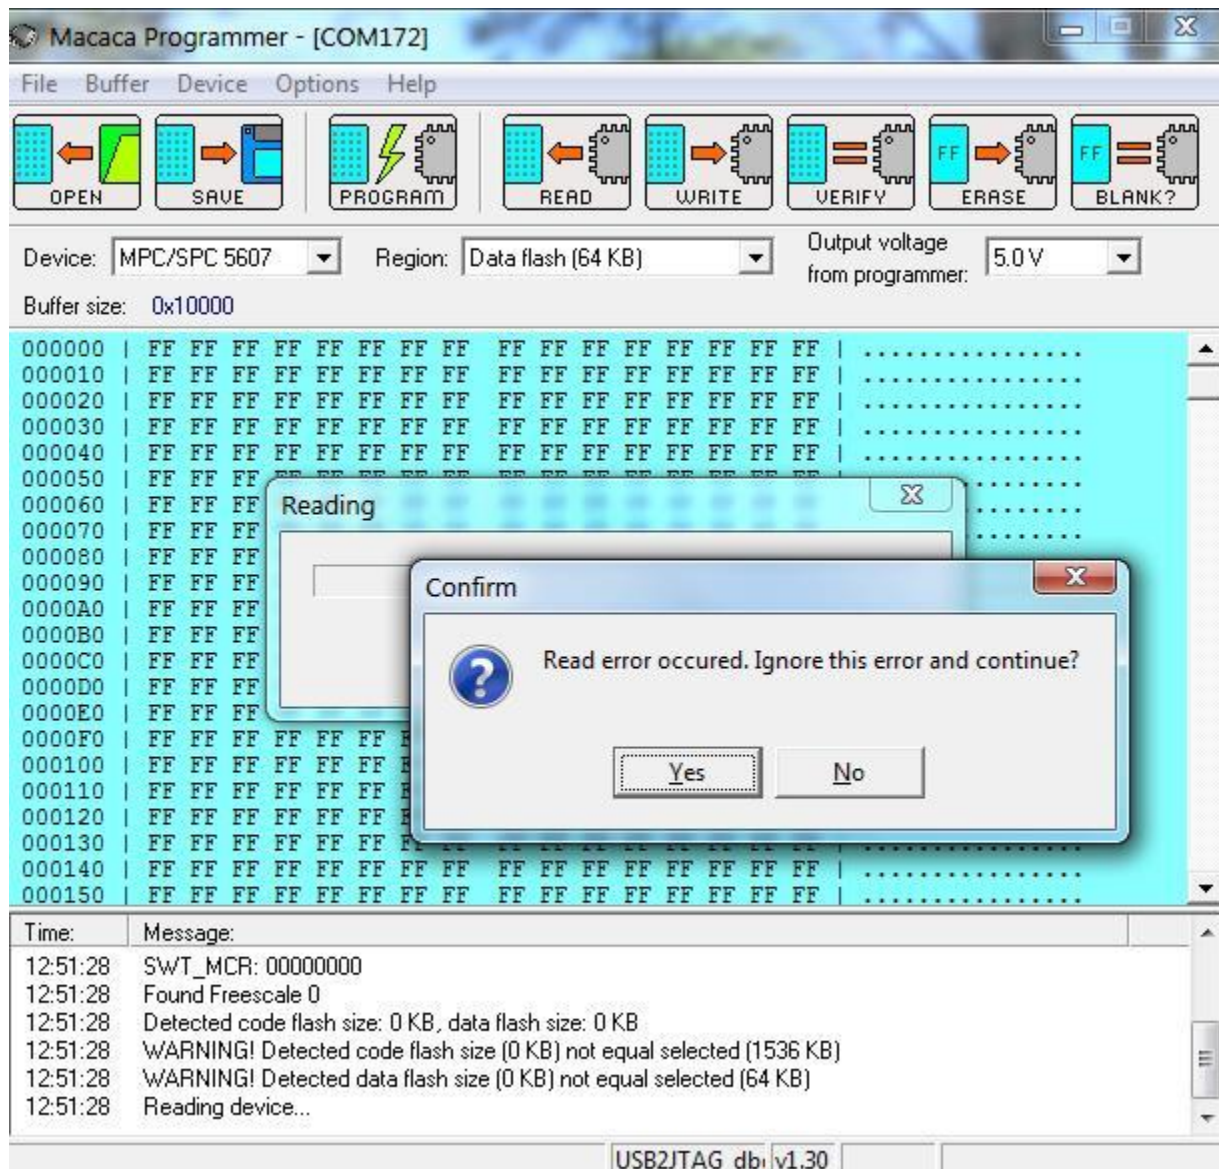 Macaca Programmer - [COM172]
File Buffer Device Options Help
OPEN SAVE PROGRAM READ WRITE VERIFY FF ERASE FF BLANK?
Device: MPC/SPC 5607 Region: Data flash (64 KB) Output voltage
from programmer: 5.0 V
Buffer size: 0x10000
000000 | FF FF FF FF FF FF FF FF FF FF FF FF FF FF FF FF | ................
000010 | FF FF FF FF FF FF FF FF FF FF FF FF FF FF FF FF | ................
000020 | FF FF FF FF FF FF FF FF FF FF FF FF FF FF FF FF | ................
000030 | FF FF FF FF FF FF FF FF FF FF FF FF FF FF FF FF | ................
000040 | FF FF FF FF FF FF FF FF FF FF FF FF FF FF FF FF | ................
000050 | FF FF FF
000060 | FF FF FF
000070 | FF FF FF
000080 | FF FF FF
000090 | FF FF FF
0000A0 | FF FF FF
0000B0 | FF FF FF
0000C0 | FF FF FF
0000D0 | FF FF FF
0000E0 | FF FF FF
0000F0 | FF FF FF FF FF FF
000100 | FF FF FF FF FF FF
000110 | FF FF FF FF FF FF
000120 | FF FF FF FF FF FF
000130 | FF FF FF FF FF FF
000140 | FF FF FF FF FF FF FF FF FF FF FF FF FF FF FF FF | ................
000150 | FF FF FF FF FF FF FF FF FF FF FF FF FF FF FF FF | ................
Reading
Confirm
Read error occured. Ignore this error and continue?
Yes No
Time: Message:
12:51:28 SWT_MCR: 00000000
12:51:28 Found Freescale 0
12:51:28 Detected code flash size: 0 KB, data flash size: 0 KB
12:51:28 WARNING! Detected code flash size (0 KB) not equal selected (1536 KB)
12:51:28 WARNING! Detected data flash size (0 KB) not equal selected (64 KB)
12:51:28 Reading device...
USB2JTAG v1.30